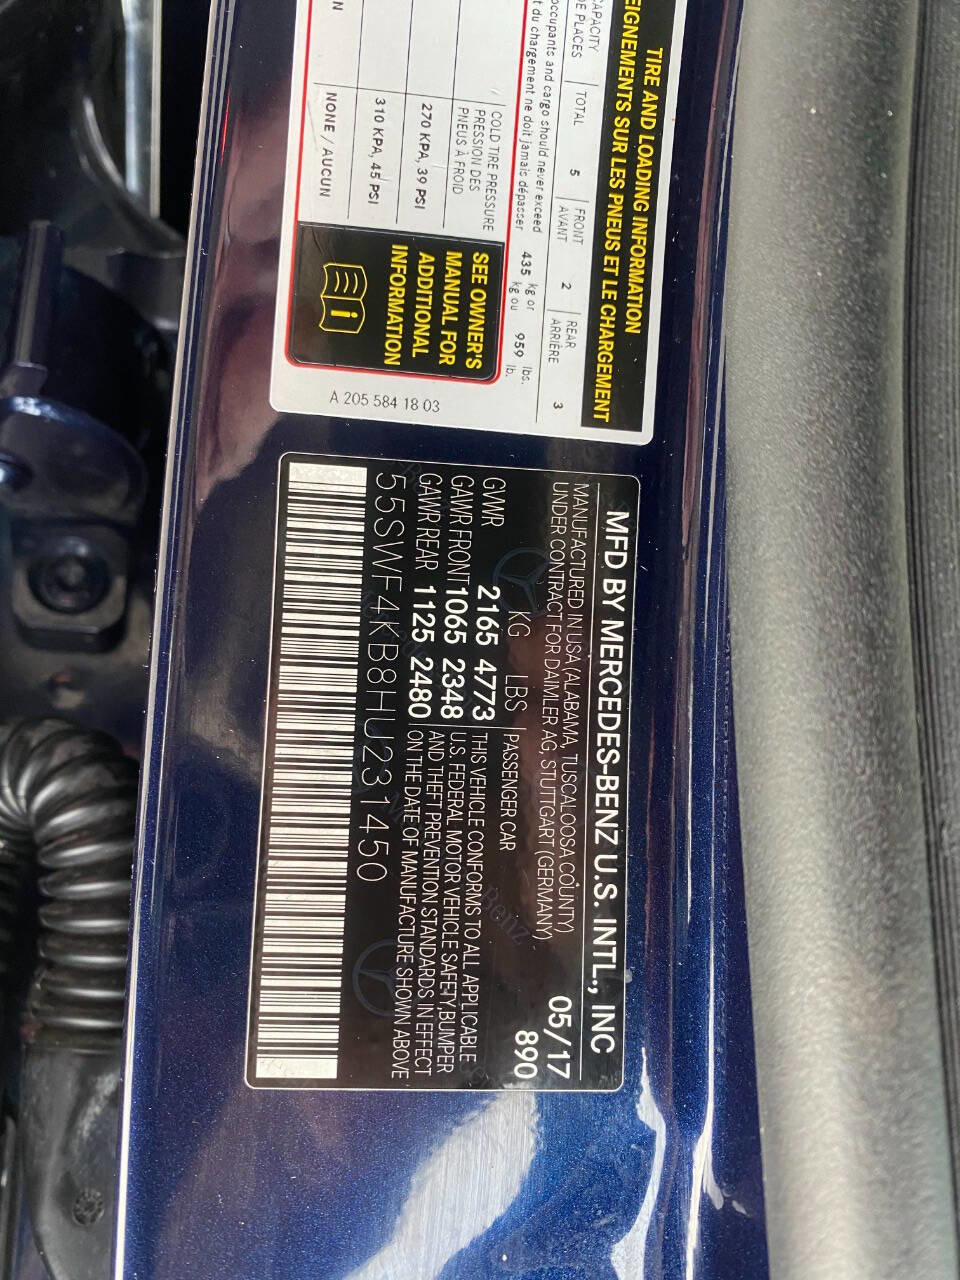 TIRE AND LOADING INFORMATION
EIGNEMENTS SUR LES PNEUS ET LE CHARGEMENT
CAPACITY
DE PLACES
TOTAL 5
FRONT
AVANT 2
REAR
ARRIÈRE 3
occupants and cargo should never exceed 435 kg or 959 lbs.
t du chargement ne doit jamais dépasser kg ou lb.
COLD TIRE PRESSURE
PRESSION DES
PNEUS À FROID
270 KPA, 39 PSI
310 KPA, 45 PSI
NONE / AUCUN
SEE OWNER'S
MANUAL FOR
ADDITIONAL
INFORMATION
A 205 584 18 03
MFD BY MERCEDES-BENZ U.S. INTL., INC
MANUFACTURED IN USA (ALABAMA, TUSCALOOSA COUNTY) 05/17
UNDER CONTRACT FOR DAIMLER AG, STUTTGART (GERMANY) 890
KG LBS PASSENGER CAR
GVWR 2165 4773 THIS VEHICLE CONFORMS TO ALL APPLICABLE
GAWR FRONT 1065 2348 U.S. FEDERAL MOTOR VEHICLE SAFETY,BUMPER
GAWR REAR 1125 2480 AND THEFT PREVENTION STANDARDS IN EFFECT
ON THE DATE OF MANUFACTURE SHOWN ABOVE
55SWF4KB8HU231450